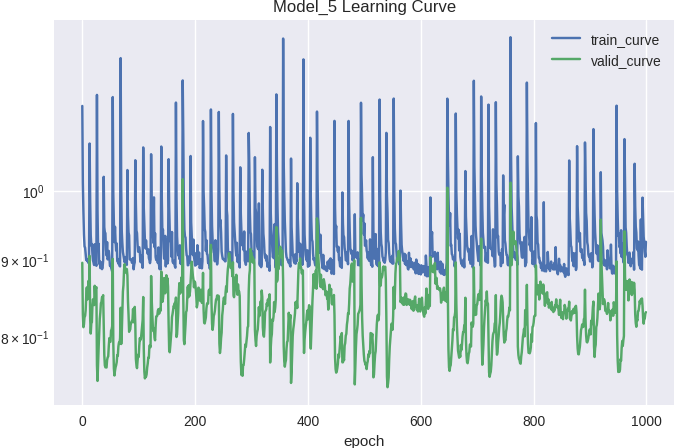 Model_5 Learning Curve
train_curve
valid_curve
10⁰
9 × 10⁻¹
8 × 10⁻¹
0 200 400 600 800 1000
epoch